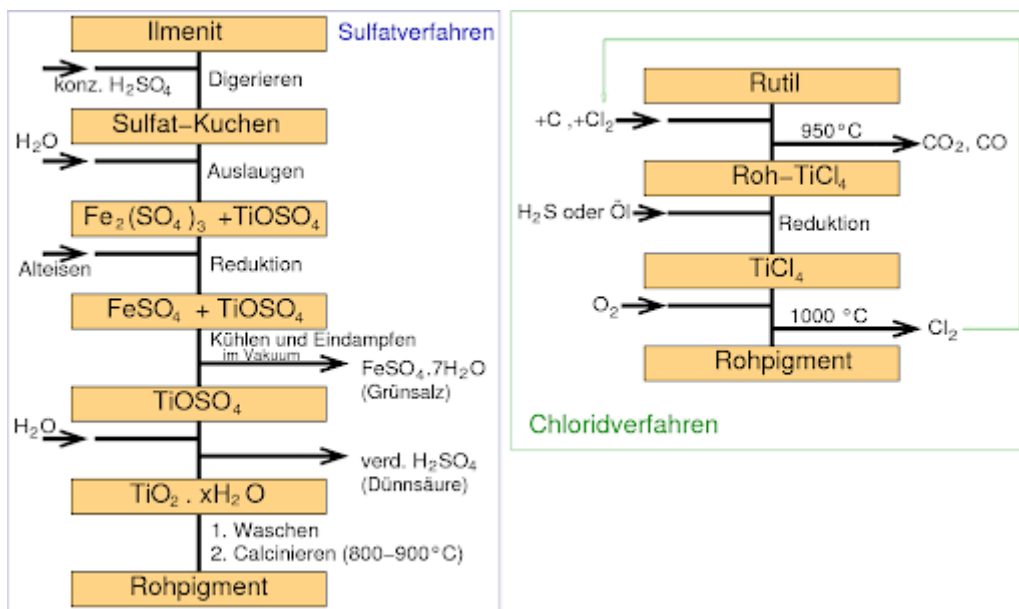 Ilmenit
Sulfatverfahren
konz. H₂SO₄
Digerieren
Sulfat-Kuchen
H₂O
Auslaugen
Fe₂(SO₄)₃ +TiOSO₄
Alteisen
Reduktion
FeSO₄ + TiOSO₄
Kühlen und Eindampfen
im Vakuum
FeSO₄.7H₂O
(Grünsalz)
TiOSO₄
H₂O
verd. H₂SO₄
(Dünnsäure)
TiO₂ . xH₂O
1. Waschen
2. Calcinieren (800-900°C)
Rohpigment
Rutil
+C ,+Cl₂
950°C
CO₂, CO
Roh-TiCl₄
H₂S oder Öl
Reduktion
TiCl₄
O₂
1000 °C
Cl₂
Rohpigment
Chloridverfahren